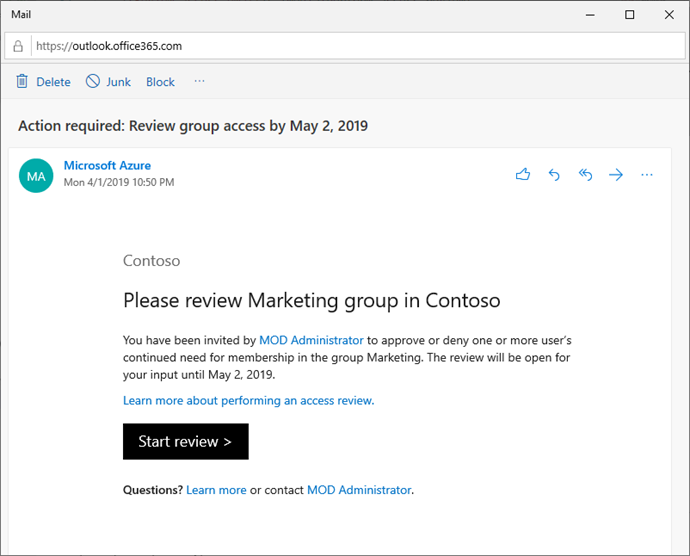 Mail
https://outlook.office365.com
Delete Junk Block ...
Action required: Review group access by May 2, 2019
MA
Microsoft Azure
Mon 4/1/2019 10:50 PM
Contoso
Please review Marketing group in Contoso
You have been invited by MOD Administrator to approve or deny one or more user's
continued need for membership in the group Marketing. The review will be open for
your input until May 2, 2019.
Learn more about performing an access review.
Start review >
Questions? Learn more or contact MOD Administrator.